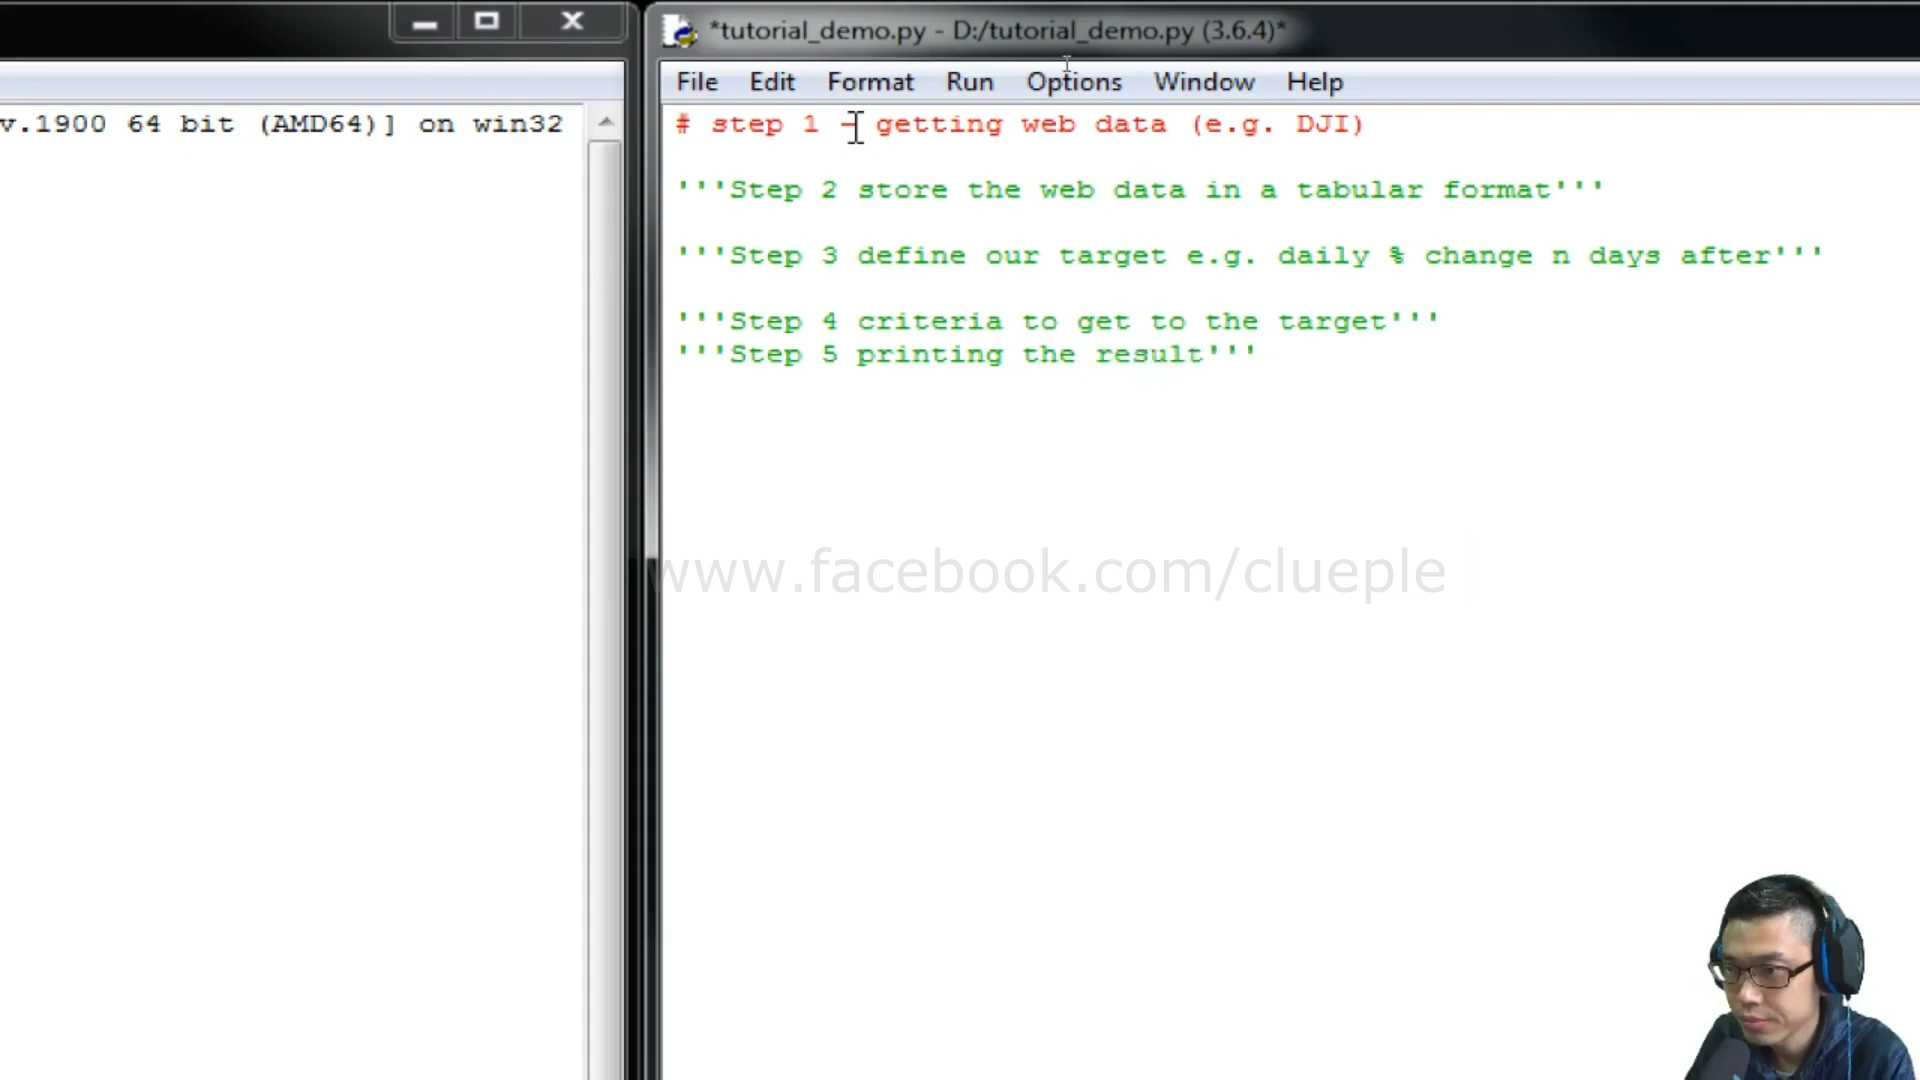 *tutorial_demo.py - D:/tutorial_demo.py (3.6.4)*
File Edit Format Run Options Window Help
v.1900 64 bit (AMD64)] on win32
# step 1 - getting web data (e.g. DJI)
'''Step 2 store the web data in a tabular format'''
'''Step 3 define our target e.g. daily % change n days after'''
'''Step 4 criteria to get to the target'''
'''Step 5 printing the result'''
www.facebook.com/clueple